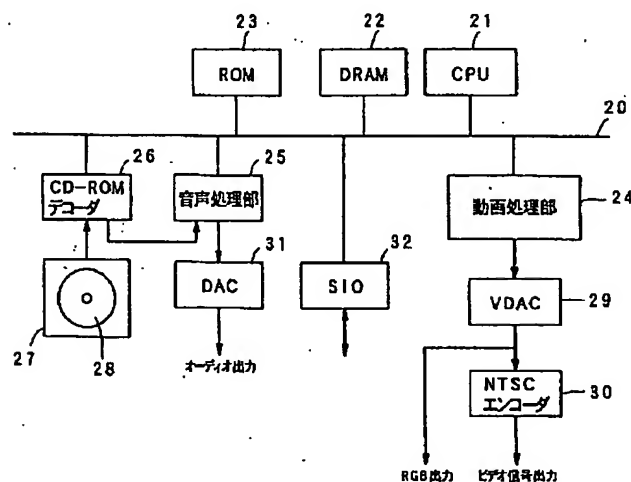 23
22
21
ROM
DRAM
CPU
20
26
25
CD-ROM
デコーダ
音声処理部
動画処理部
24
31
32
DAC
SIO
VDAC
29
27
28
オーディオ出力
NTSC
エンコーダ
30
RGB出力
ビデオ信号出力